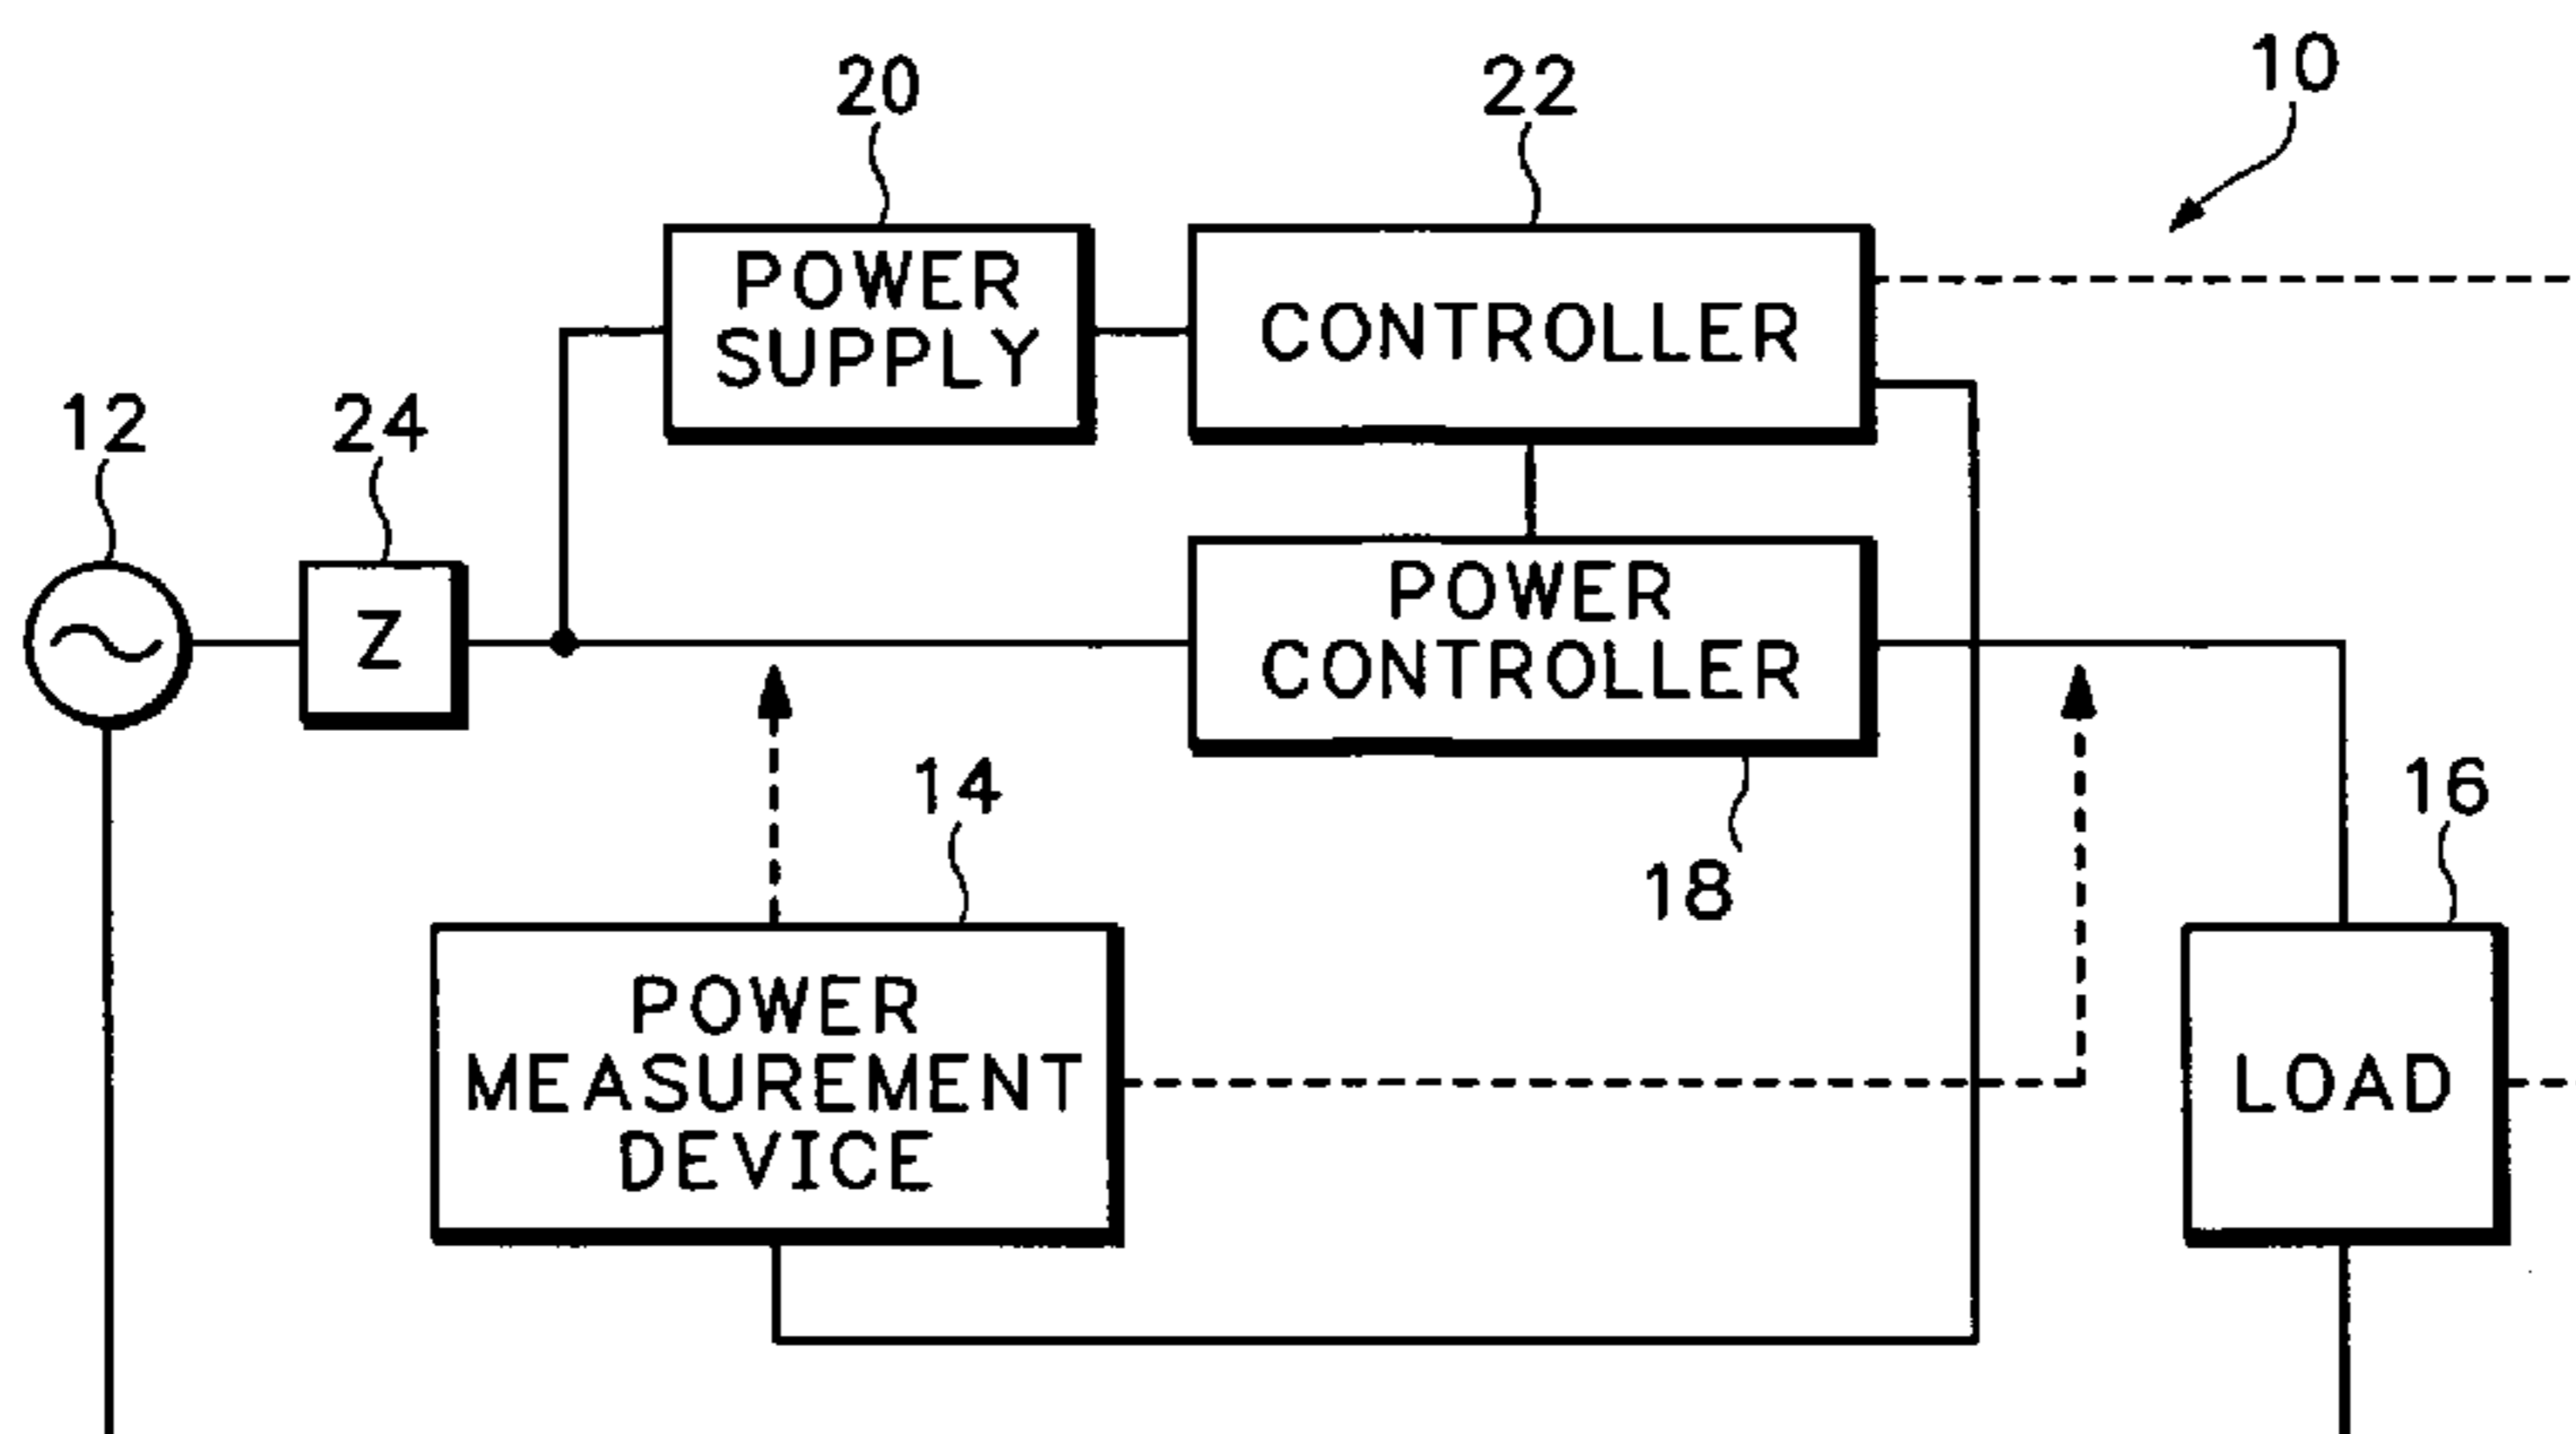 10
20
22
POWER
SUPPLY
CONTROLLER
12
24
Z
POWER
CONTROLLER
14
18
16
POWER
MEASUREMENT
DEVICE
LOAD